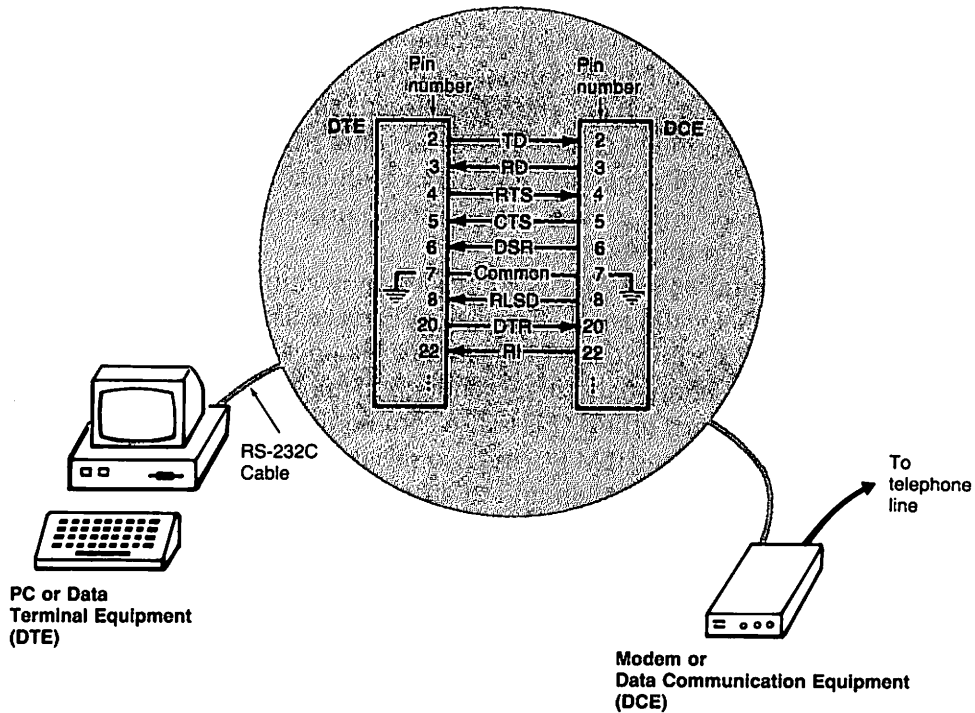 Pin number
Pin number
DTE
DCE
2 TD 2
3 RD 3
4 RTS 4
5 CTS 5
6 DSR 6
7 Common 7
8 RLSD 8
20 DTR 20
22 RI 22
RS-232C
Cable
To
telephone
line
PC or Data
Terminal Equipment
(DTE)
Modem or
Data Communication Equipment
(DCE)